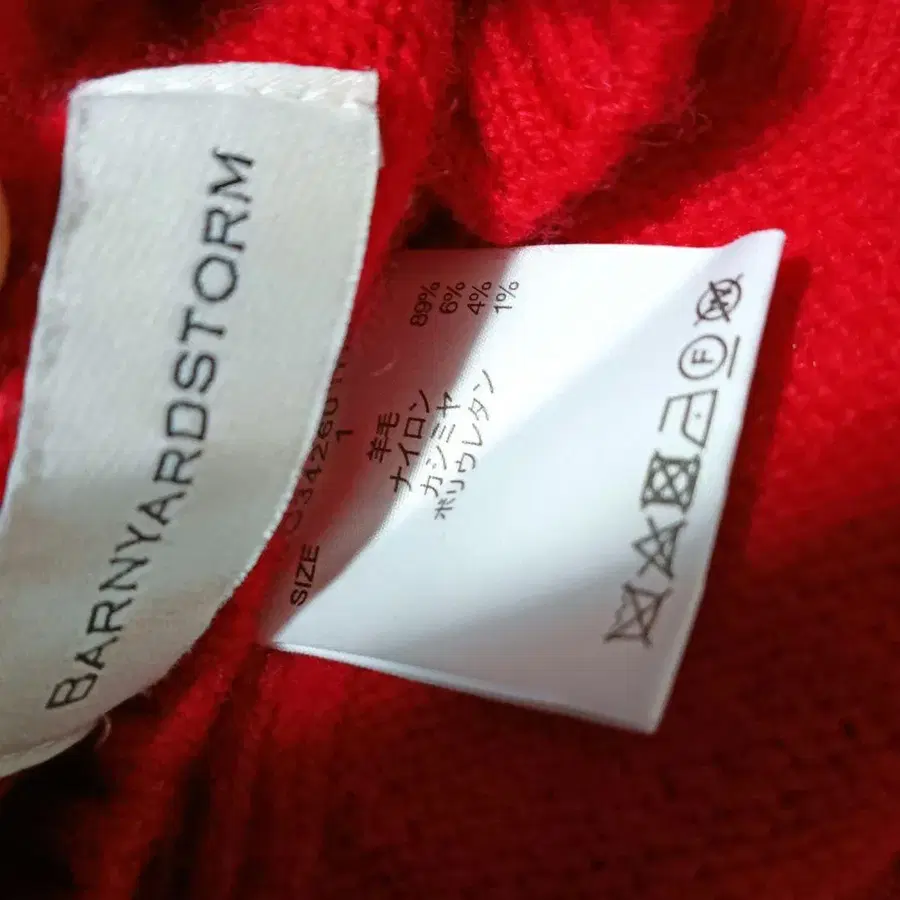 BARNYARDSTORM
SIZE 1
羊毛 89%
ナイロン 6%
カシミヤ 4%
ポリウレタン 1%
F
W